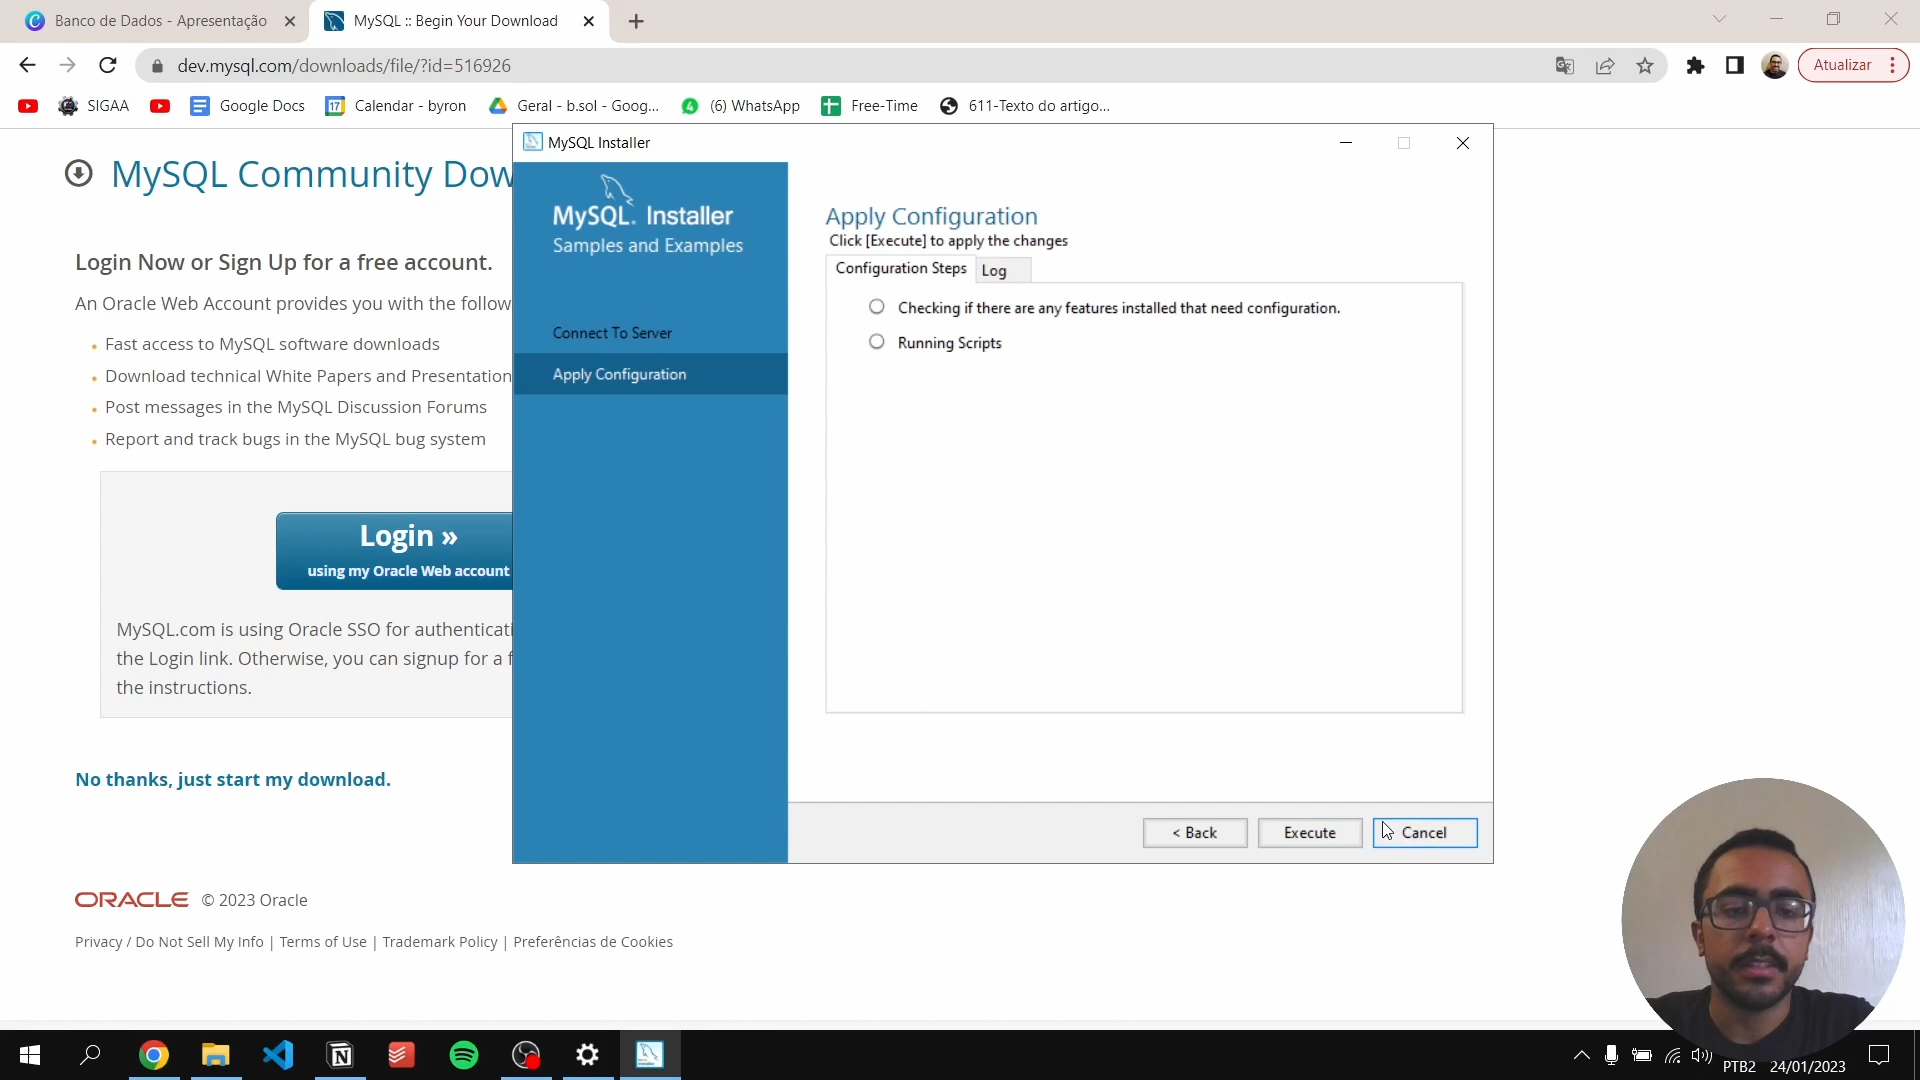 Banco de Dados - Apresentação
MySQL :: Begin Your Download
dev.mysql.com/downloads/file/?id=516926
Atualizar
SIGAA
Google Docs
Calendar - byron
Geral - b.sol - Goog...
(6) WhatsApp
Free-Time
611-Texto do artigo...
MySQL Community Dow
Login Now or Sign Up for a free account.
An Oracle Web Account provides you with the follow
Fast access to MySQL software downloads
Download technical White Papers and Presentation
Post messages in the MySQL Discussion Forums
Report and track bugs in the MySQL bug system
Login »
using my Oracle Web account
MySQL.com is using Oracle SSO for authenticati
the Login link. Otherwise, you can signup for a f
the instructions.
No thanks, just start my download.
ORACLE © 2023 Oracle
Privacy / Do Not Sell My Info | Terms of Use | Trademark Policy | Preferências de Cookies
MySQL Installer
MySQL. Installer
Samples and Examples
Connect To Server
Apply Configuration
Apply Configuration
Click [Execute] to apply the changes
Configuration Steps
Log
Checking if there are any features installed that need configuration.
Running Scripts
< Back
Execute
Cancel
PTB2
24/01/2023